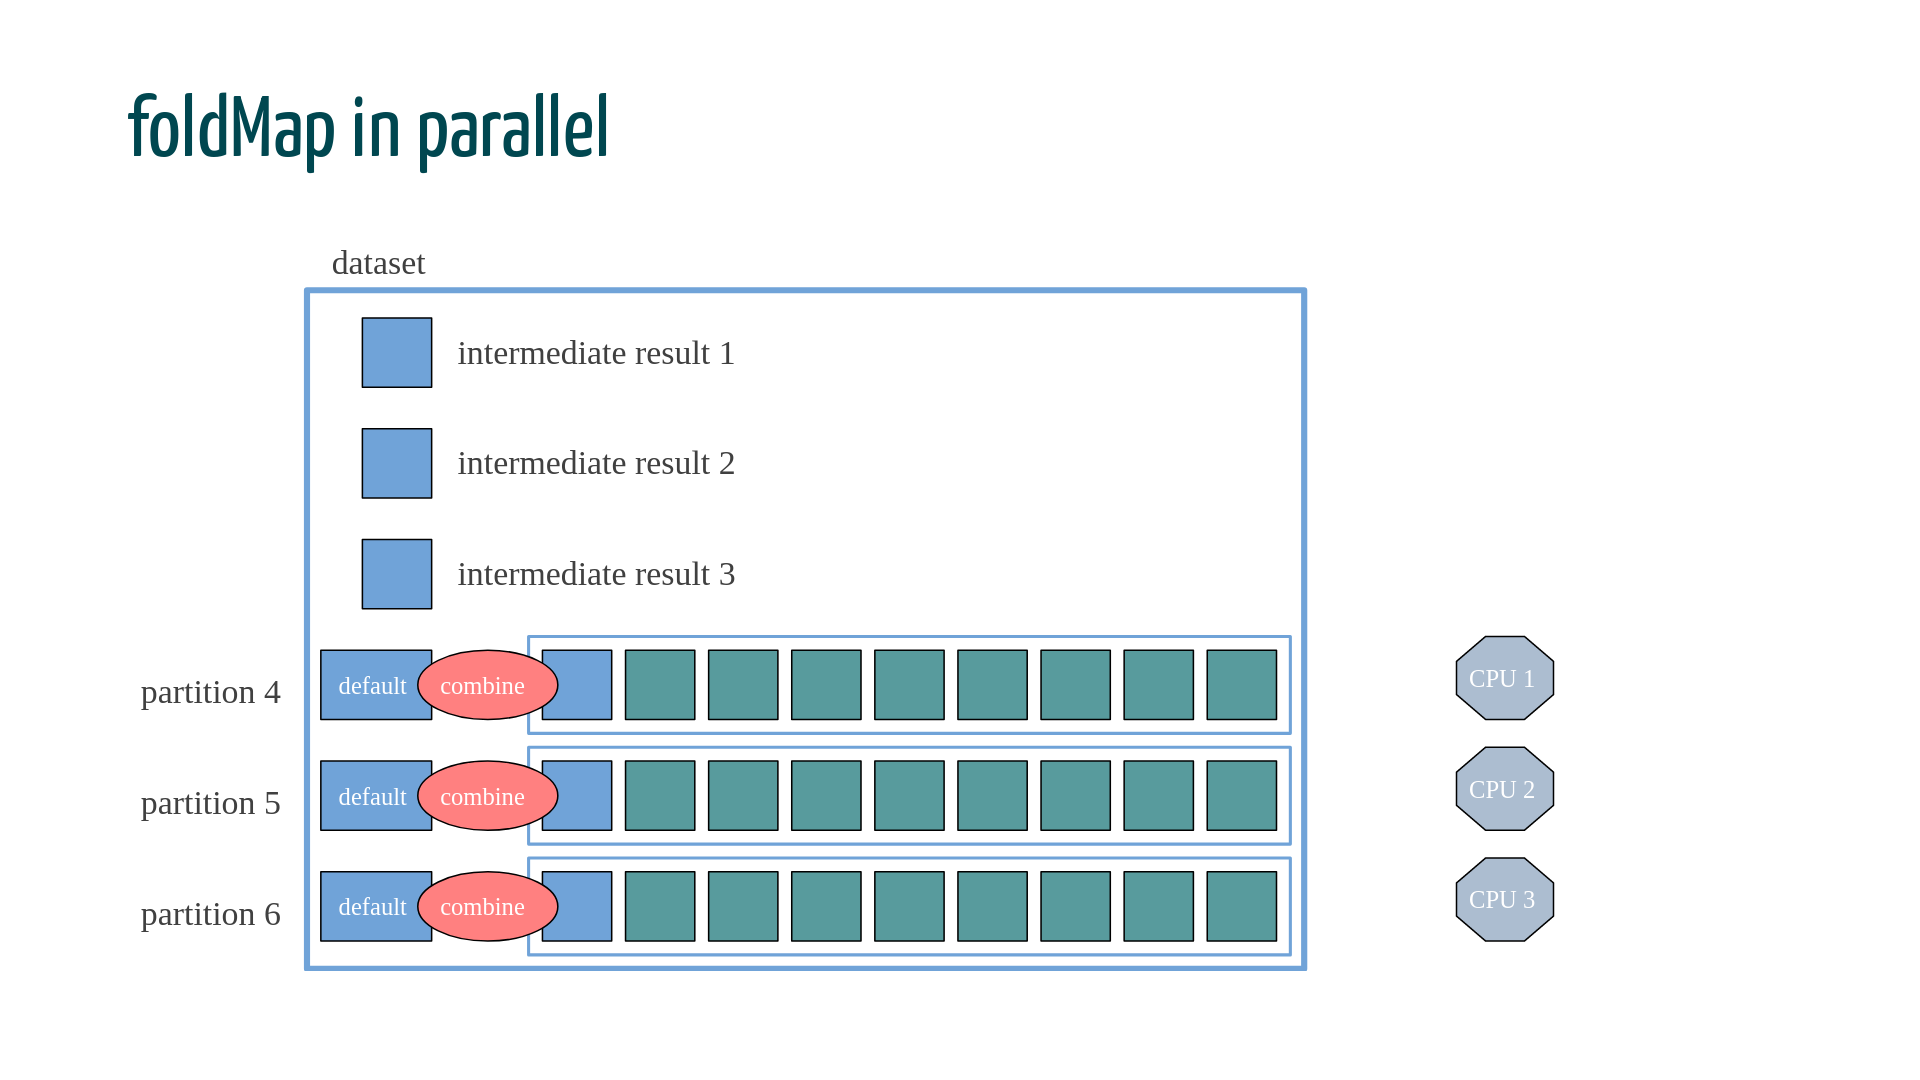 foldMap in parallel
dataset
intermediate result 1
intermediate result 2
intermediate result 3
partition 4 default combine CPU 1
partition 5 default combine CPU 2
partition 6 default combine CPU 3